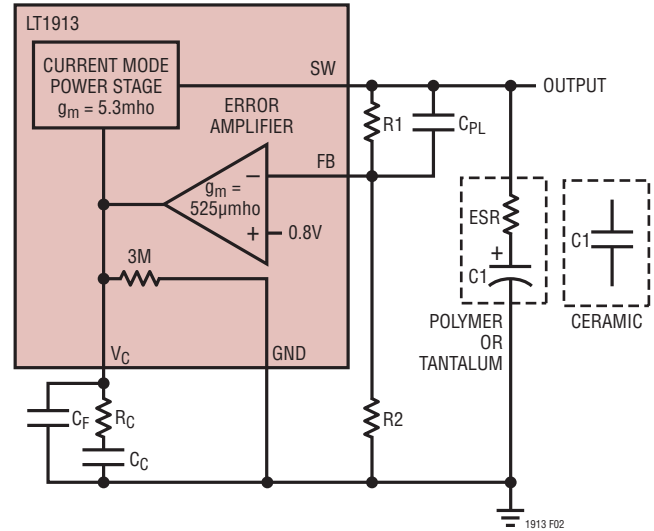 LT1913
CURRENT MODE
POWER STAGE
gm = 5.3mho
SW
OUTPUT
ERROR
AMPLIFIER
R1
CPL
FB
gm =
525µmho
−
+
0.8V
ESR
+
C1
C1
3M
POLYMER
OR
TANTALUM
CERAMIC
VC
GND
CF
RC
CC
R2
1913 F02